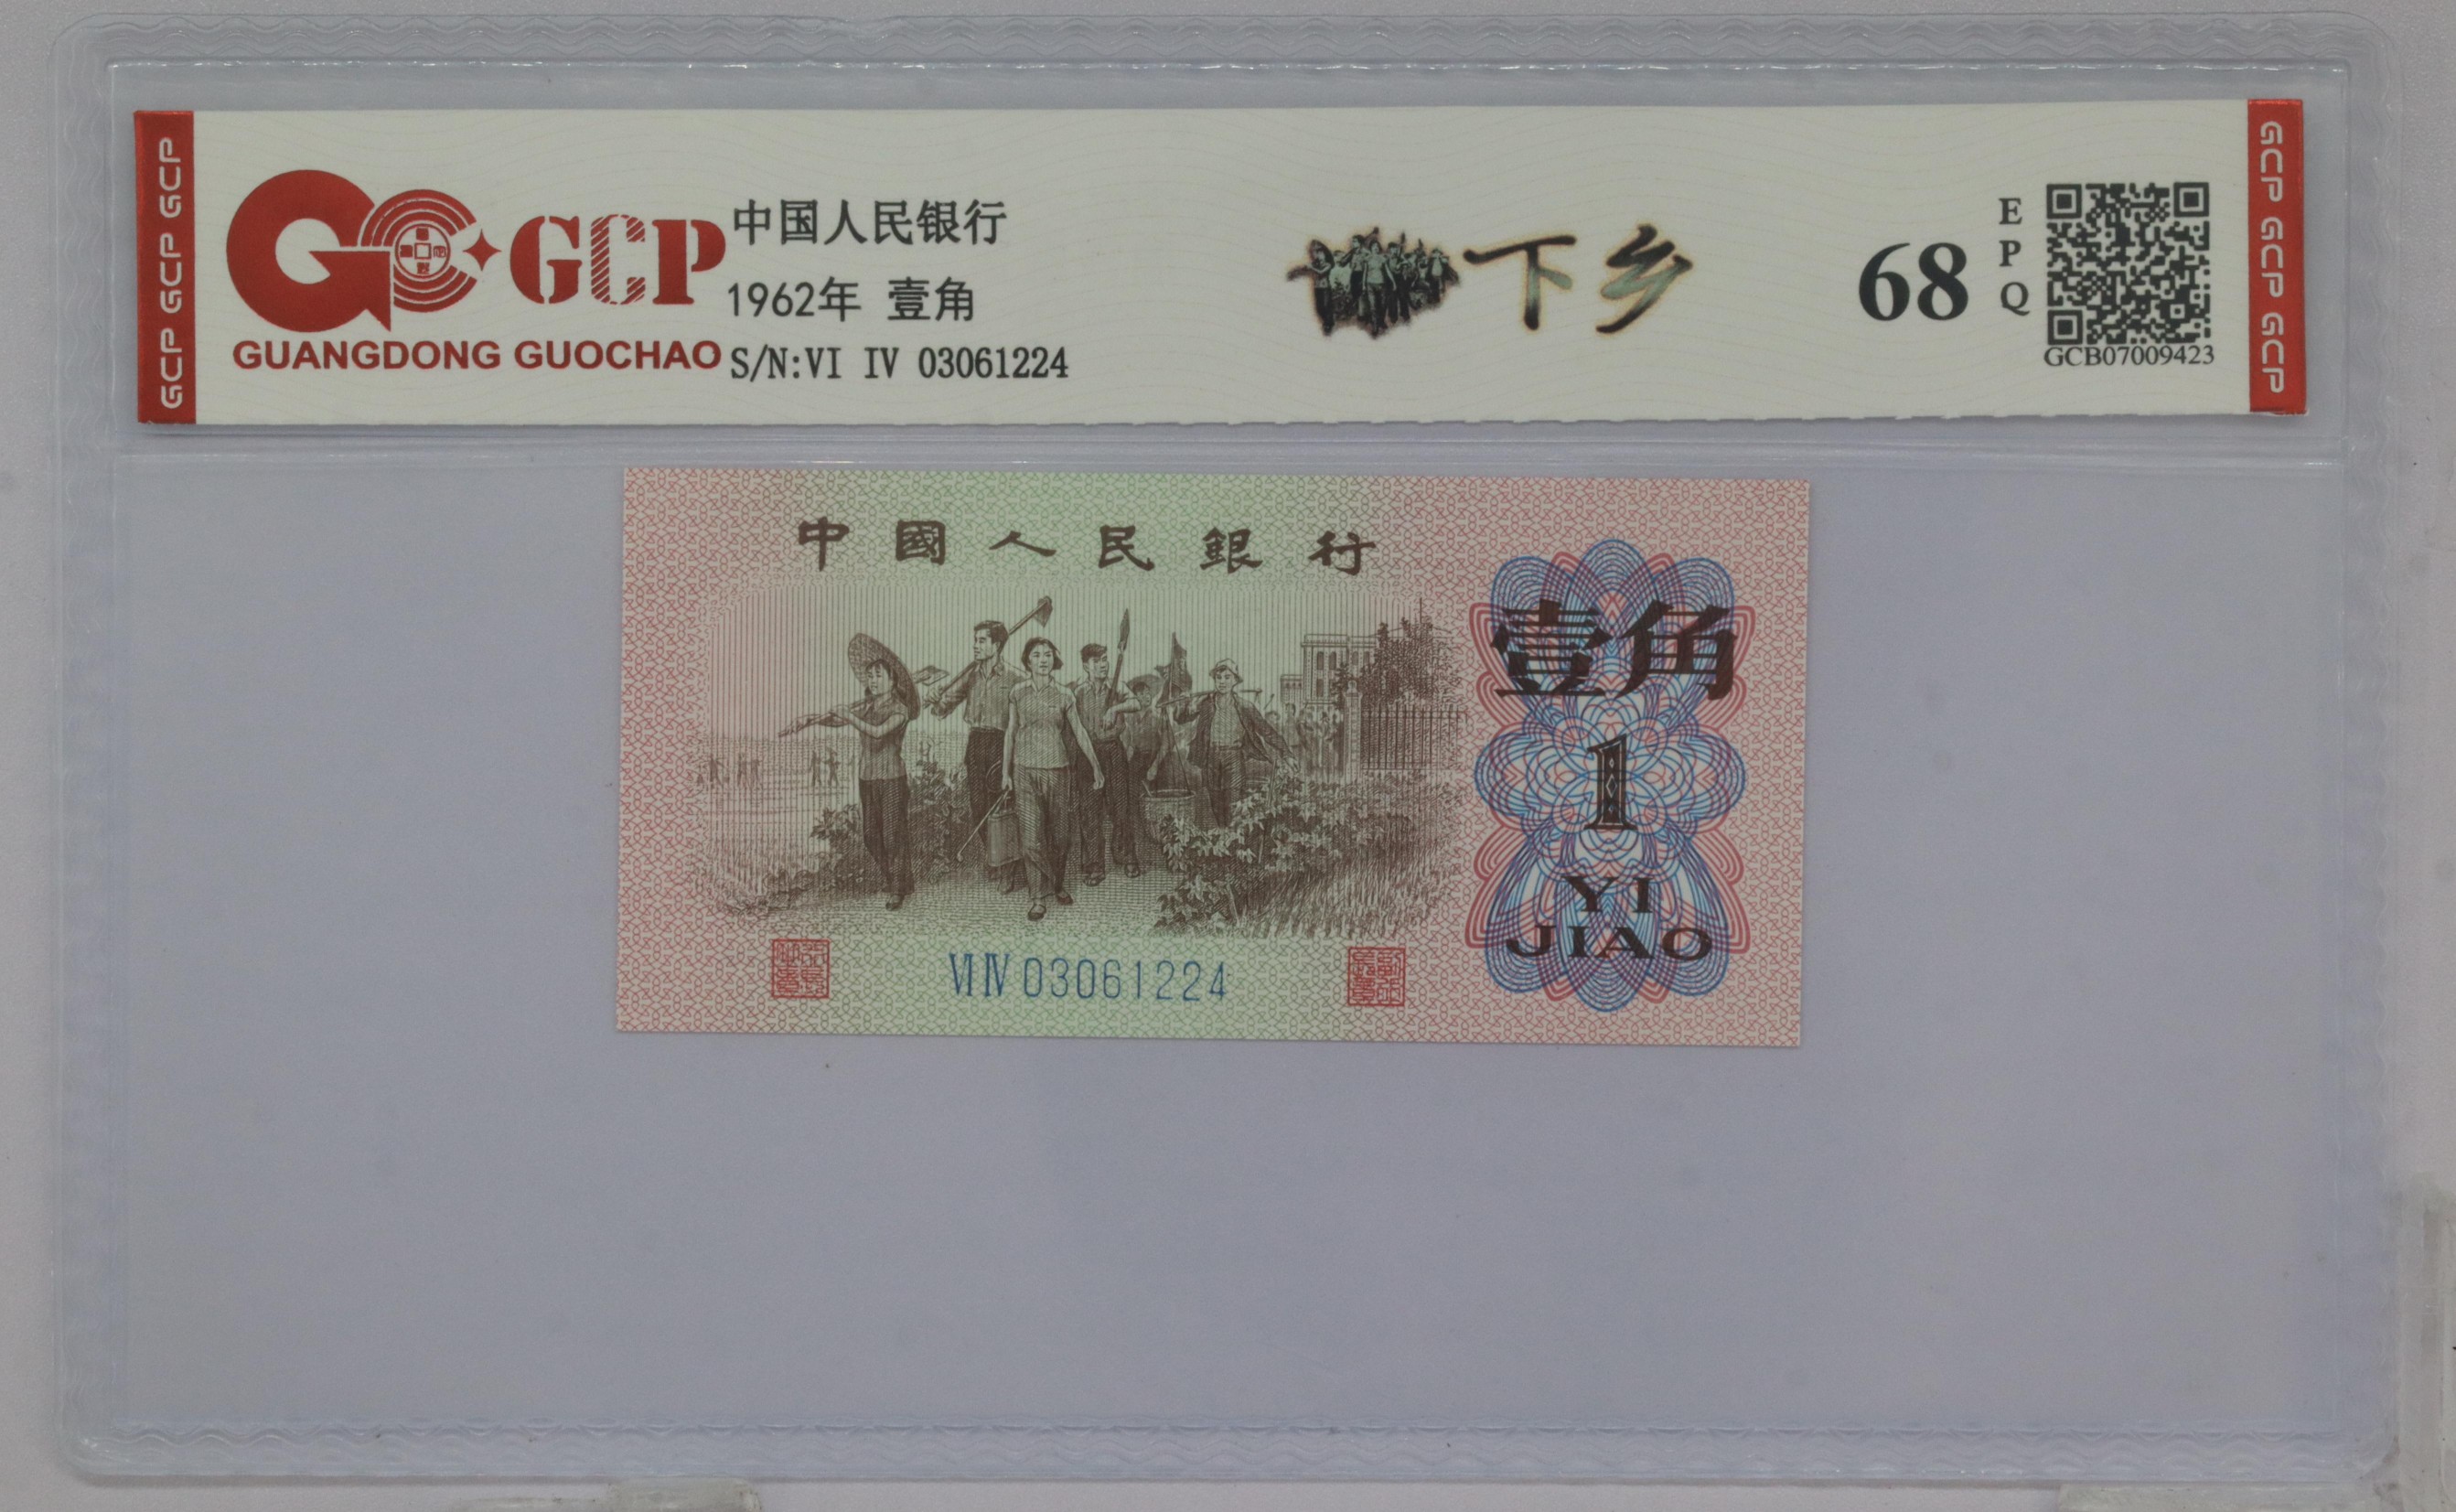 GCP GCP GCP
GCP
GUANGDONG GUOCHAO
中国人民银行
1962年 壹角
S/N:VI IV 03061224
下乡
68
EPQ
GCB07009423
GCP GCP GCP
中國人民銀行
壹角
1
YI
JIAO
VI IV 03061224